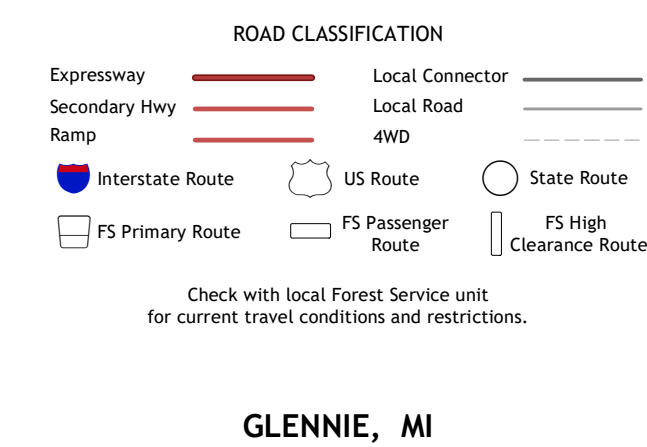 ROAD CLASSIFICATION
Expressway
Local Connector
Secondary Hwy
Local Road
Ramp
4WD
Interstate Route
US Route
State Route
FS Primary Route
FS Passenger
Route
FS High
Clearance Route
Check with local Forest Service unit
for current travel conditions and restrictions.
GLENNIE, MI